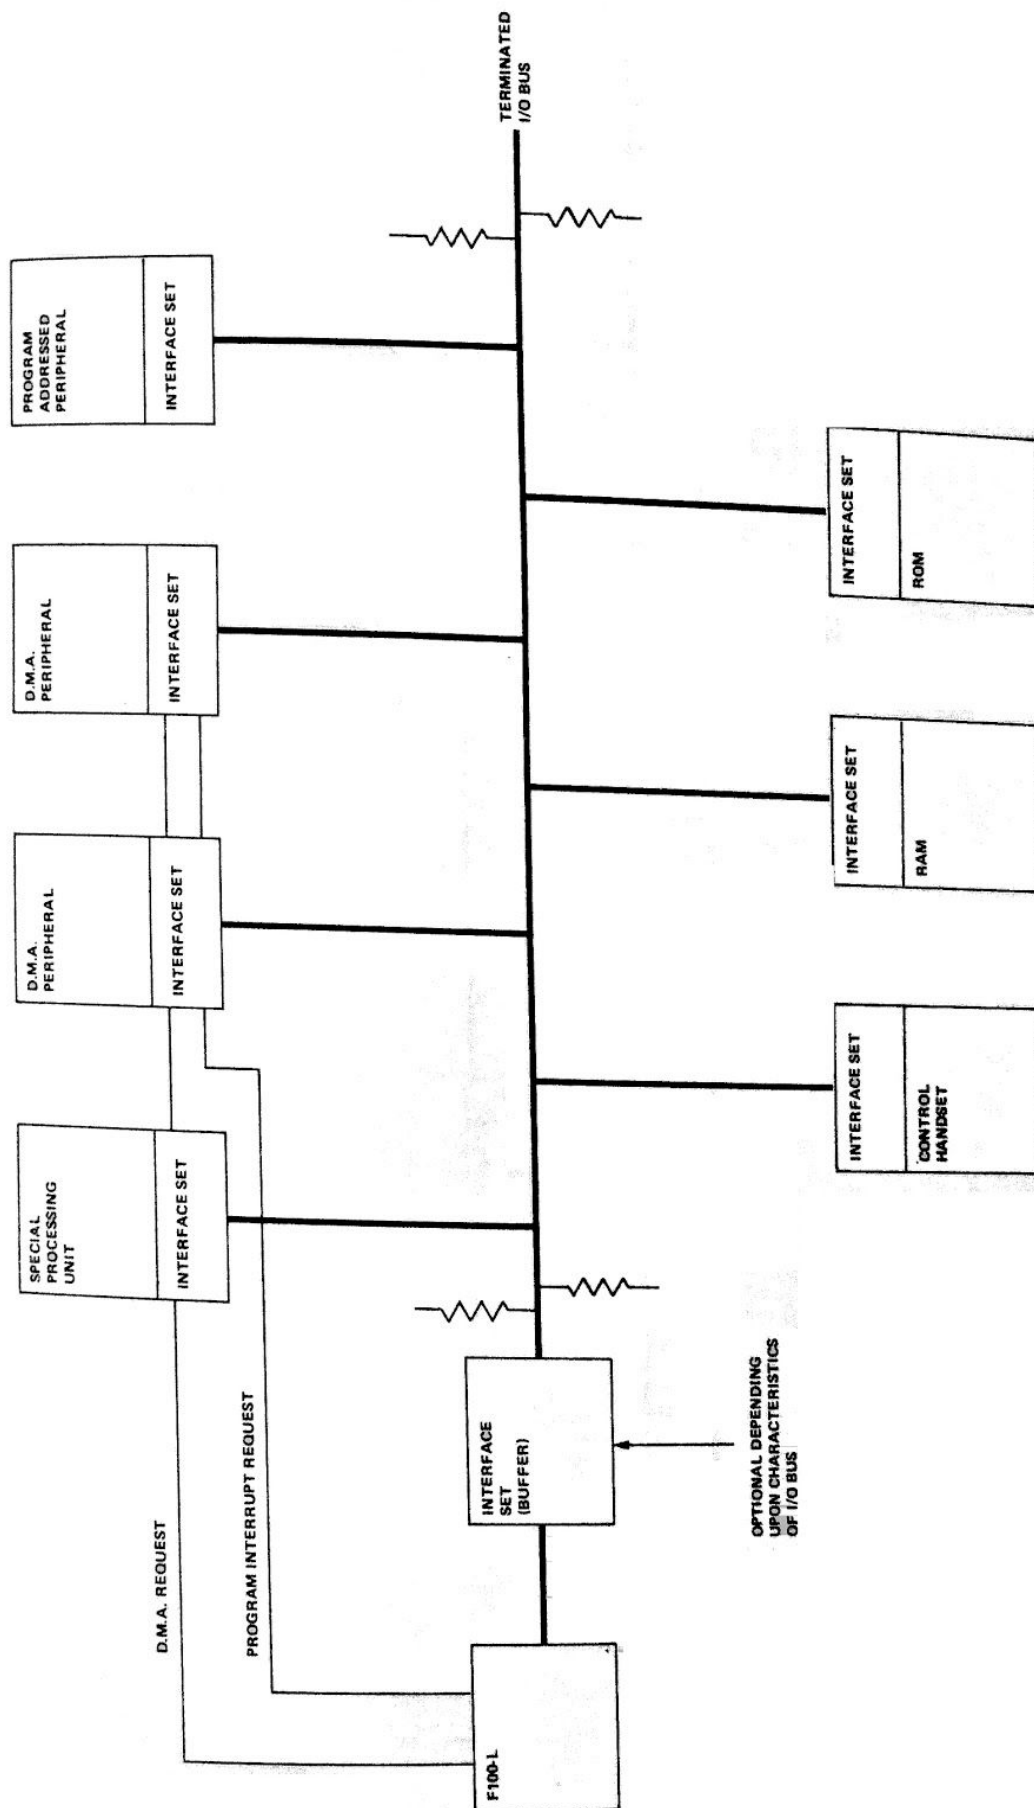 SPECIAL
PROCESSING
UNIT
INTERFACE SET
D.M.A.
PERIPHERAL
INTERFACE SET
D.M.A.
PERIPHERAL
INTERFACE SET
PROGRAM
ADDRESSED
PERIPHERAL
INTERFACE SET
D.M.A. REQUEST
PROGRAM INTERRUPT REQUEST
F100-L
INTERFACE
SET
(BUFFER)
TERMINATED
I/O BUS
OPTIONAL DEPENDING
UPON CHARACTERISTICS
OF I/O BUS
INTERFACE SET
CONTROL
HANDSET
INTERFACE SET
RAM
INTERFACE SET
ROM